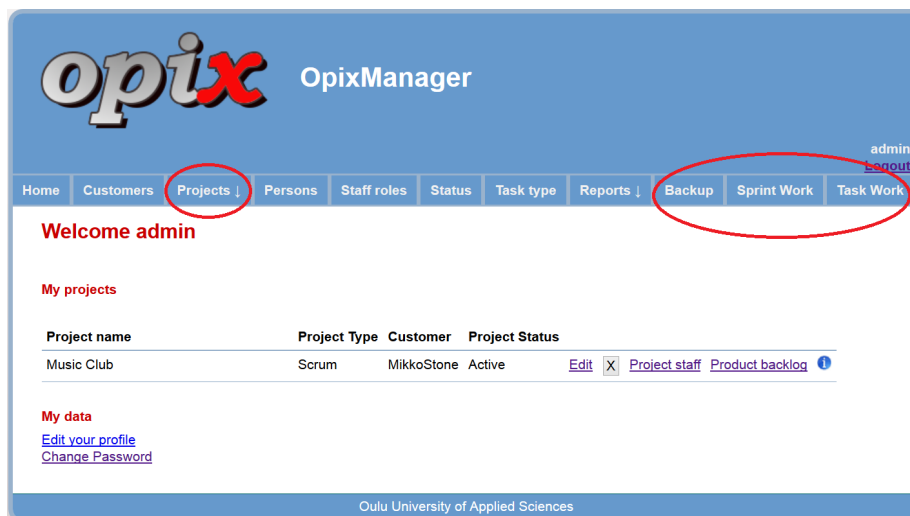 opix
OpixManager
admin
Logout
Home Customers Projects ↓ Persons Staff roles Status Task type Reports ↓ Backup Sprint Work Task Work
Welcome admin
My projects
Project name Project Type Customer Project Status
Music Club Scrum MikkoStone Active Edit X Project staff Product backlog i
My data
Edit your profile
Change Password
Oulu University of Applied Sciences